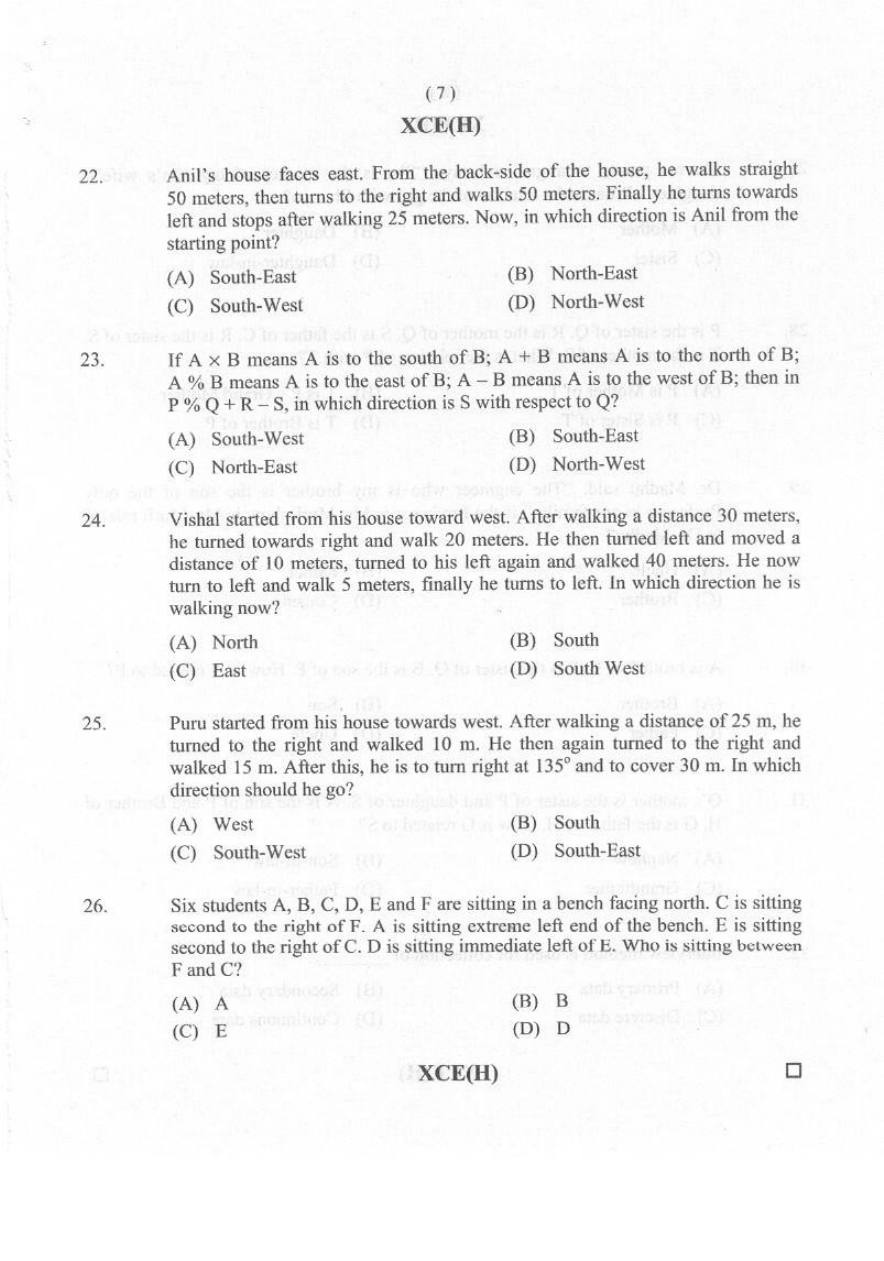 ( 7 )
XCE(H)
22. Anil's house faces east. From the back-side of the house, he walks straight
50 meters, then turns to the right and walks 50 meters. Finally he turns towards
left and stops after walking 25 meters. Now, in which direction is Anil from the
starting point?
(A) South-East (B) North-East
(C) South-West (D) North-West
23. If A × B means A is to the south of B; A + B means A is to the north of B;
A % B means A is to the east of B; A – B means A is to the west of B; then in
P % Q + R – S, in which direction is S with respect to Q?
(A) South-West (B) South-East
(C) North-East (D) North-West
24. Vishal started from his house toward west. After walking a distance 30 meters,
he turned towards right and walk 20 meters. He then turned left and moved a
distance of 10 meters, turned to his left again and walked 40 meters. He now
turn to left and walk 5 meters, finally he turns to left. In which direction he is
walking now?
(A) North (B) South
(C) East (D) South West
25. Puru started from his house towards west. After walking a distance of 25 m, he
turned to the right and walked 10 m. He then again turned to the right and
walked 15 m. After this, he is to turn right at 135° and to cover 30 m. In which
direction should he go?
(A) West (B) South
(C) South-West (D) South-East
26. Six students A, B, C, D, E and F are sitting in a bench facing north. C is sitting
second to the right of F. A is sitting extreme left end of the bench. E is sitting
second to the right of C. D is sitting immediate left of E. Who is sitting between
F and C?
(A) A (B) B
(C) E (D) D
XCE(H)